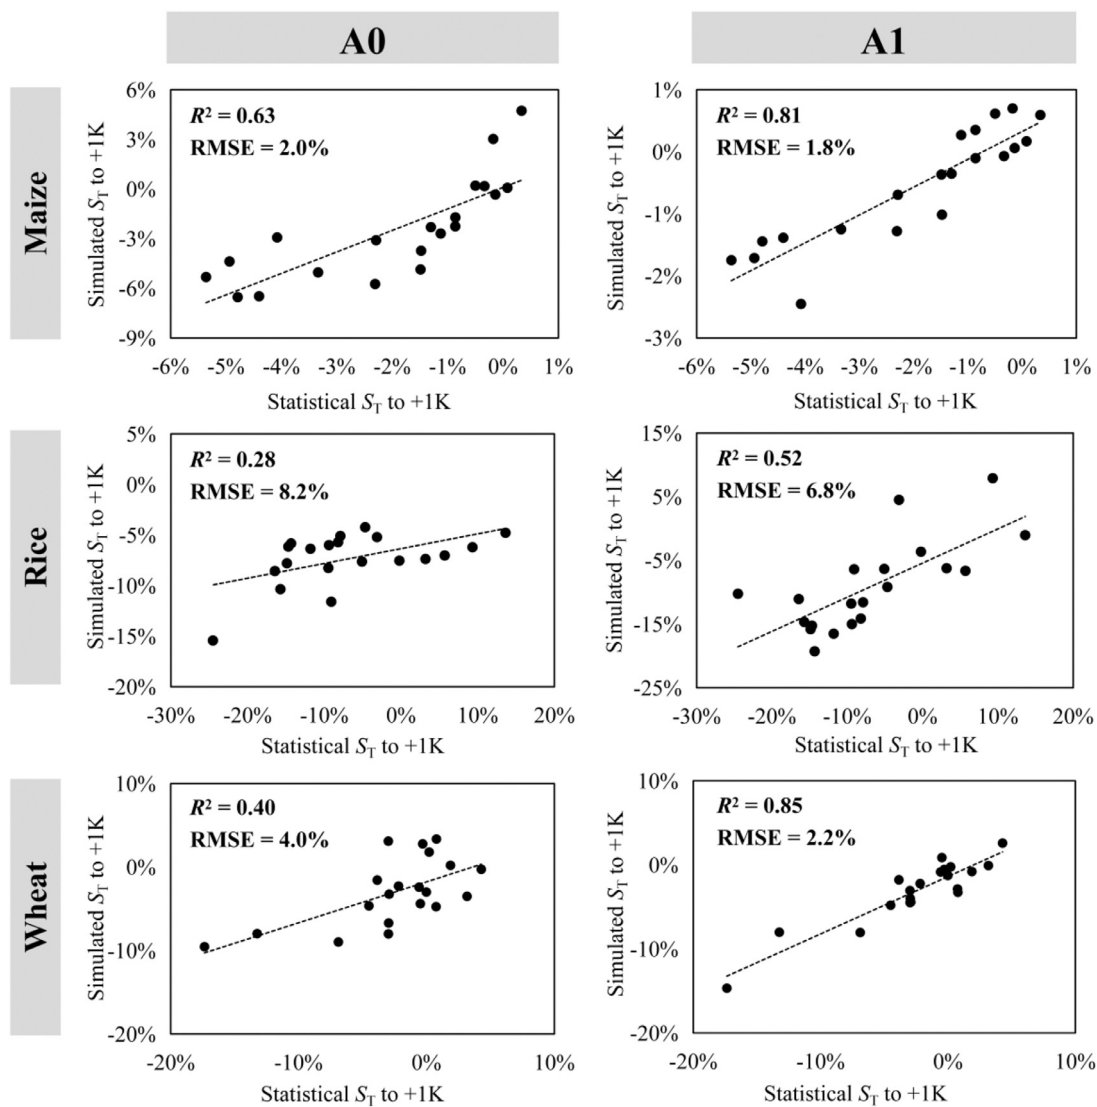 A0
A1
Maize
6%
3%
0%
-3%
-6%
-9%
Simulated S_T to +1K
R² = 0.63
RMSE = 2.0%
-6% -5% -4% -3% -2% -1% 0% 1%
Statistical S_T to +1K
1%
0%
-1%
-2%
-3%
Simulated S_T to +1K
R² = 0.81
RMSE = 1.8%
-6% -5% -4% -3% -2% -1% 0% 1%
Statistical S_T to +1K
Rice
5%
0%
-5%
-10%
-15%
-20%
Simulated S_T to +1K
R² = 0.28
RMSE = 8.2%
-30% -20% -10% 0% 10% 20%
Statistical S_T to +1K
15%
5%
-5%
-15%
-25%
Simulated S_T to +1K
R² = 0.52
RMSE = 6.8%
-30% -20% -10% 0% 10% 20%
Statistical S_T to +1K
Wheat
10%
0%
-10%
-20%
Simulated S_T to +1K
R² = 0.40
RMSE = 4.0%
-20% -10% 0% 10%
Statistical S_T to +1K
10%
0%
-10%
-20%
Simulated S_T to +1K
R² = 0.85
RMSE = 2.2%
-20% -10% 0% 10%
Statistical S_T to +1K